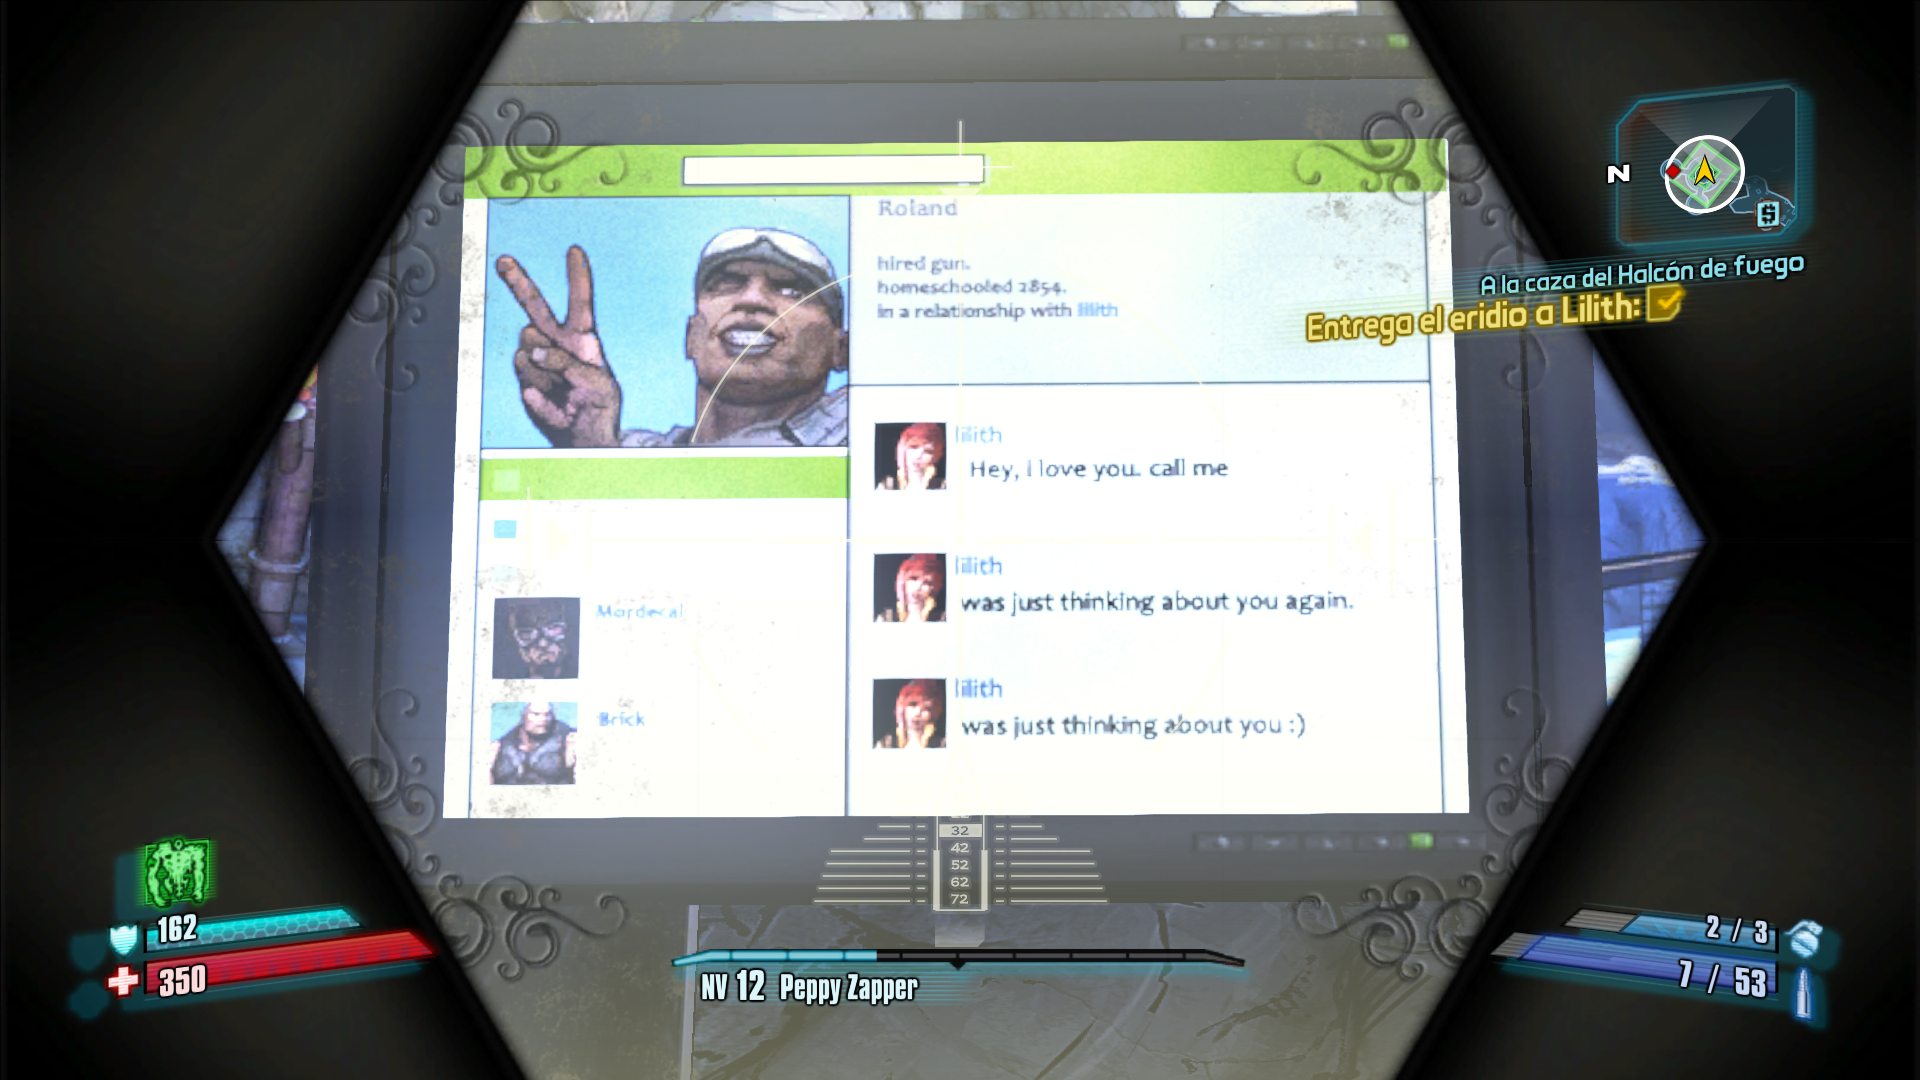 Roland
hired gun.
homeschooled 2854.
in a relationship with lilith
N
$
A la caza del Halcón de fuego
Entrega el eridio a Lilith:
lilith
Hey, i love you. call me
lilith
was just thinking about you again.
lilith
was just thinking about you :)
Mordecai
Brick
32
42
52
62
72
162
350
NV 12 Peppy Zapper
2 / 3
7 / 53